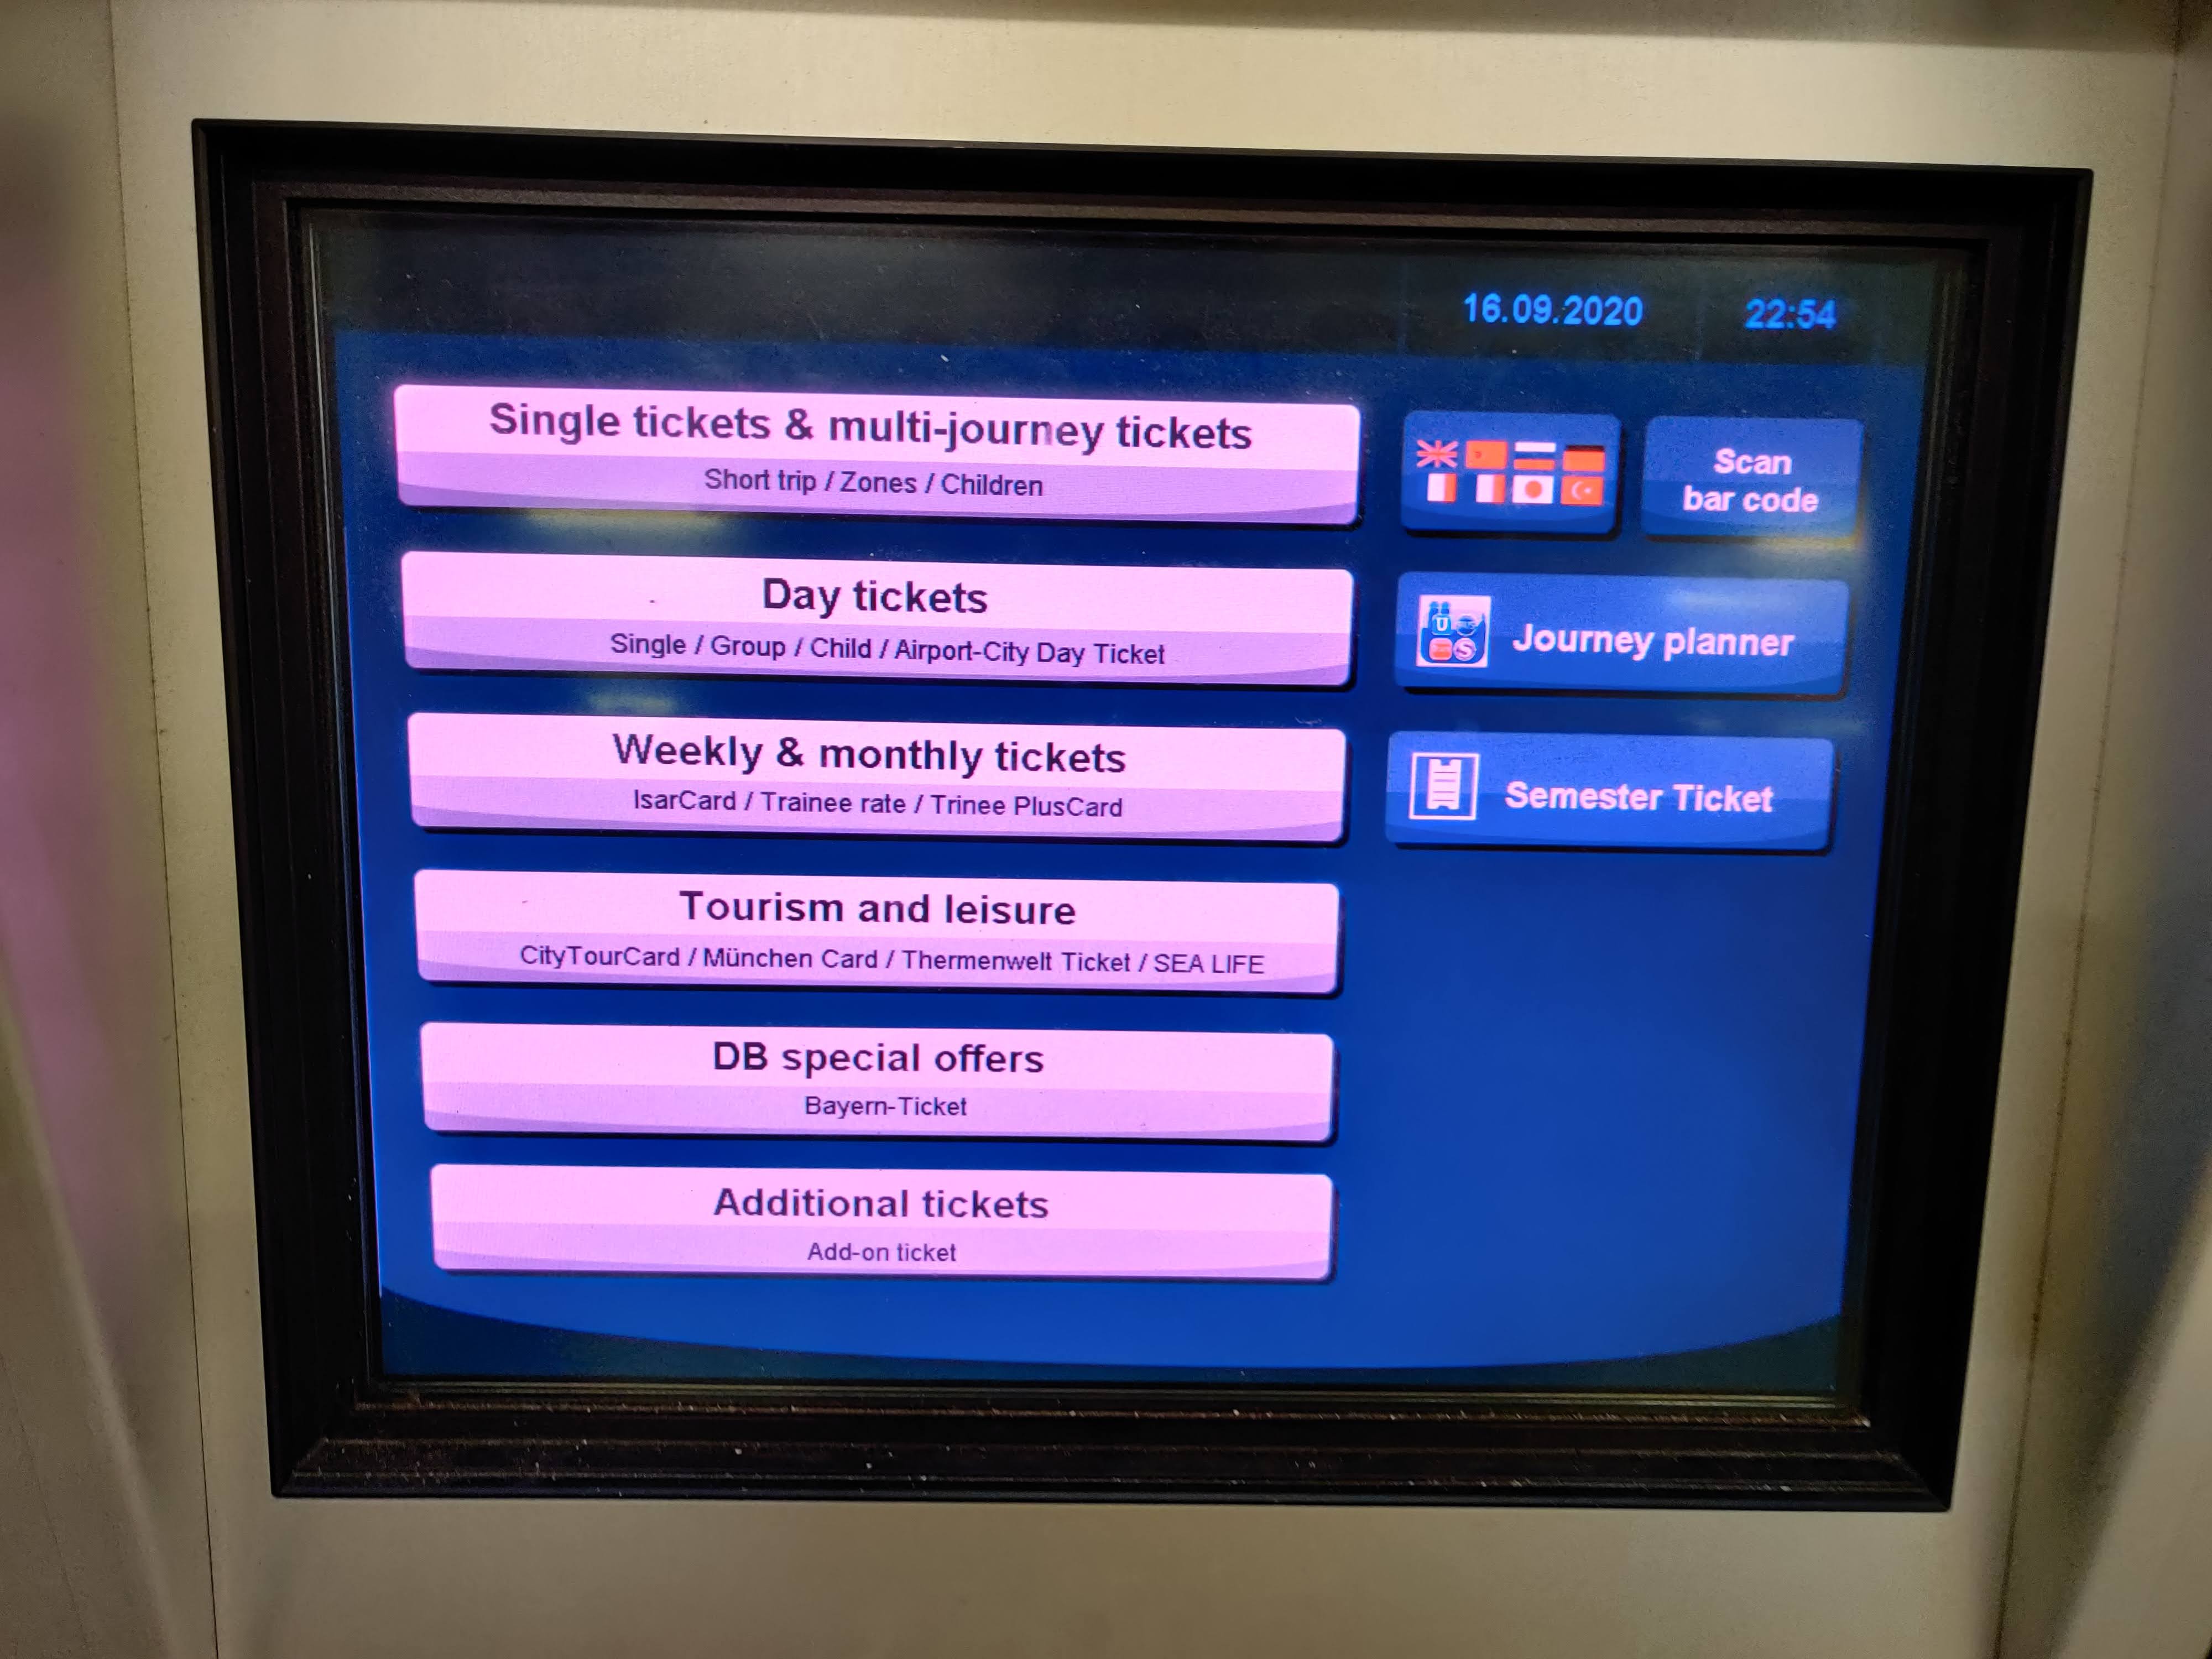 16.09.2020 22:54
Single tickets & multi-journey tickets
Short trip / Zones / Children
Scan
bar code
Day tickets
Single / Group / Child / Airport-City Day Ticket
Journey planner
Weekly & monthly tickets
IsarCard / Trainee rate / Trinee PlusCard
Semester Ticket
Tourism and leisure
CityTourCard / München Card / Thermenwelt Ticket / SEA LIFE
DB special offers
Bayern-Ticket
Additional tickets
Add-on ticket